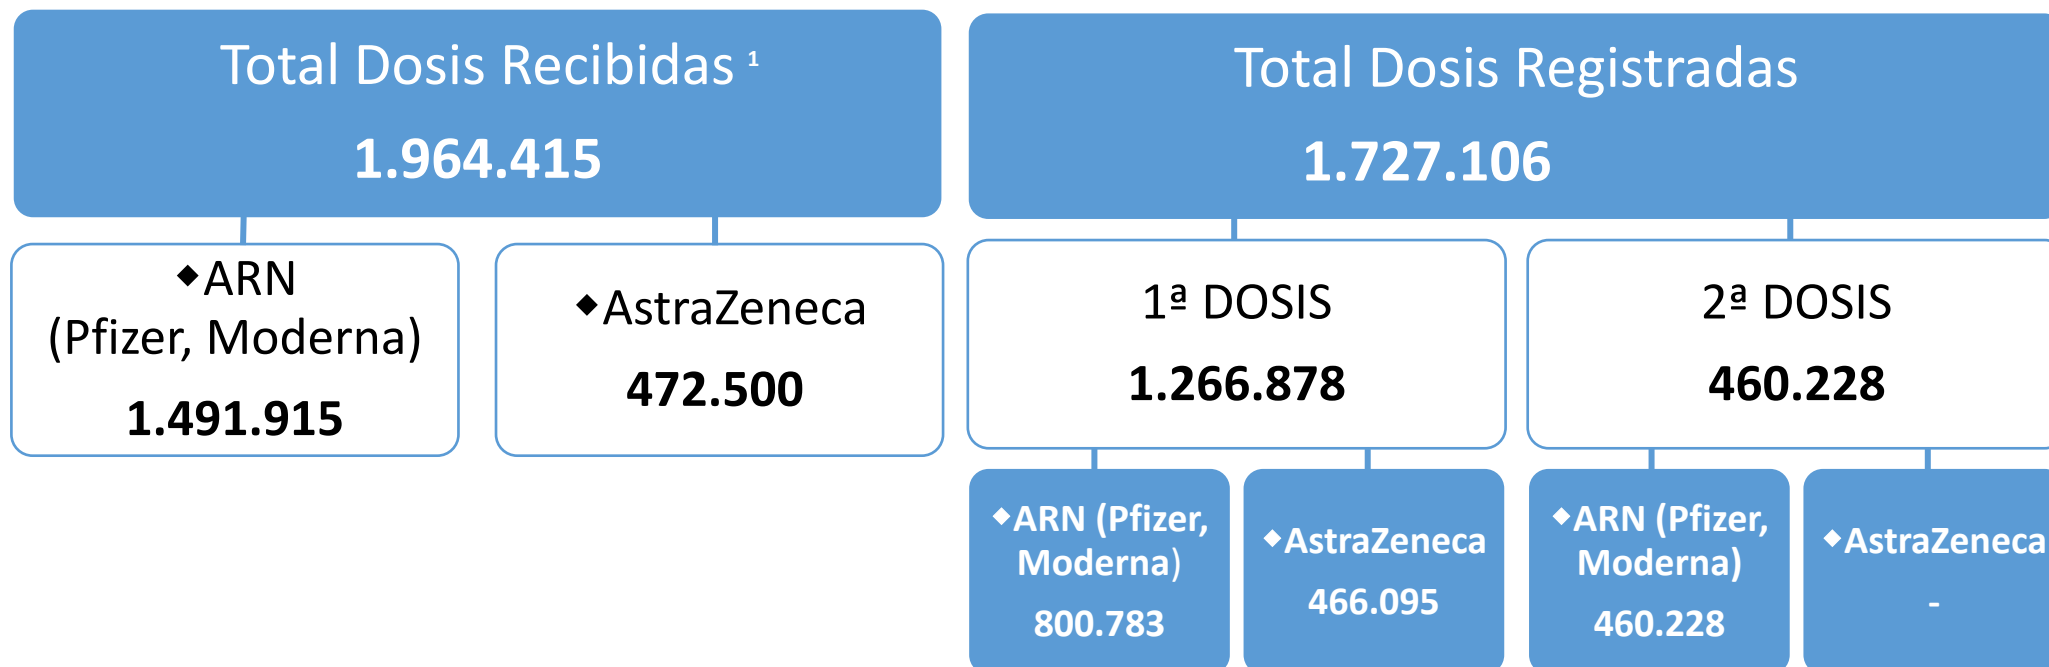 Total Dosis Recibidas ¹
1.964.415
◆ARN
(Pfizer, Moderna)
1.491.915
◆AstraZeneca
472.500
Total Dosis Registradas
1.727.106
1ª DOSIS
1.266.878
2ª DOSIS
460.228
◆ARN (Pfizer,
Moderna)
800.783
◆AstraZeneca
466.095
◆ARN (Pfizer,
Moderna)
460.228
◆AstraZeneca
-